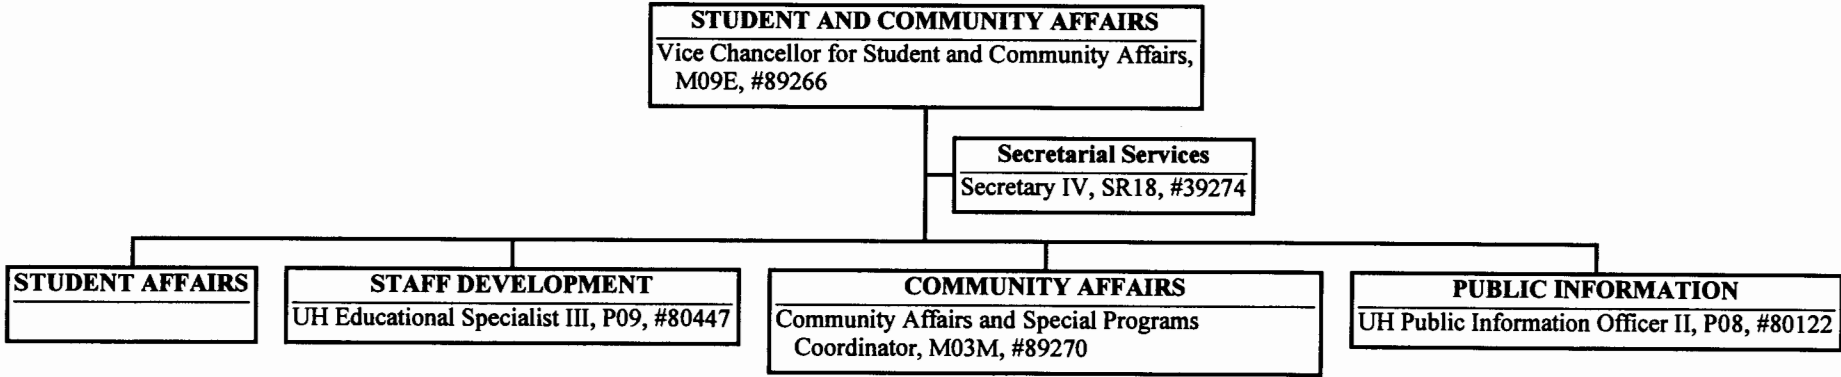 STUDENT AND COMMUNITY AFFAIRS
Vice Chancellor for Student and Community Affairs,
M09E, #89266
Secretarial Services
Secretary IV, SR18, #39274
STUDENT AFFAIRS
STAFF DEVELOPMENT
UH Educational Specialist III, P09, #80447
COMMUNITY AFFAIRS
Community Affairs and Special Programs
Coordinator, M03M, #89270
PUBLIC INFORMATION
UH Public Information Officer II, P08, #80122